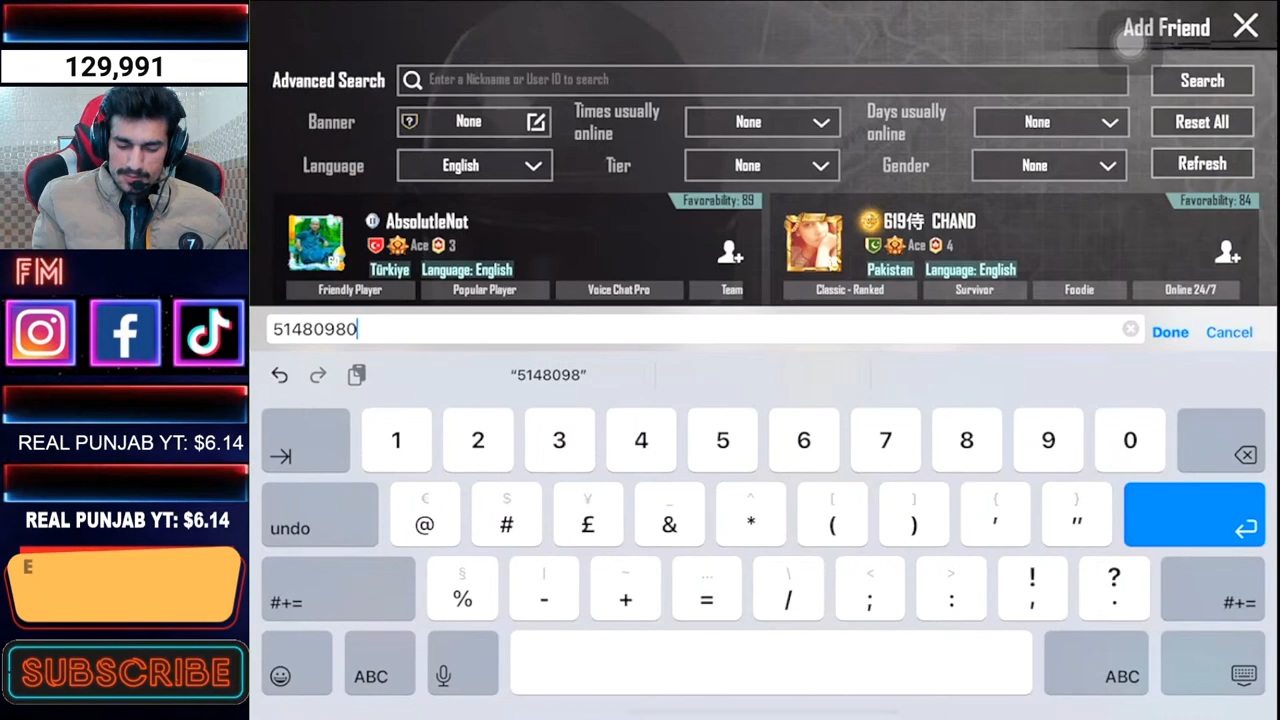 129,991
FM
REAL PUNJAB YT: $6.14
REAL PUNJAB YT: $6.14
E
SUBSCRIBE
Add Friend
Advanced Search
Enter a Nickname or User ID to search
Search
Banner
None
Times usually online
None
Days usually online
None
Reset All
Language
English
Tier
None
Gender
None
Refresh
Favorability: 89
AbsolutleNot
Ace 3
Türkiye Language: English
Friendly Player Popular Player Voice Chat Pro Team
Favorability: 84
619侍 CHAND
Ace 4
Pakistan Language: English
Classic - Ranked Survivor Foodie Online 24/7
51480980
Done Cancel
“5148098”
1 2 3 4 5 6 7 8 9 0
€ $ ¥ _ ^ [ ] { }
undo @ # £ & * ( ) ' "
§ | ~ … \ < > ! ?
#+= % - + = / ; : , . #+=
ABC ABC